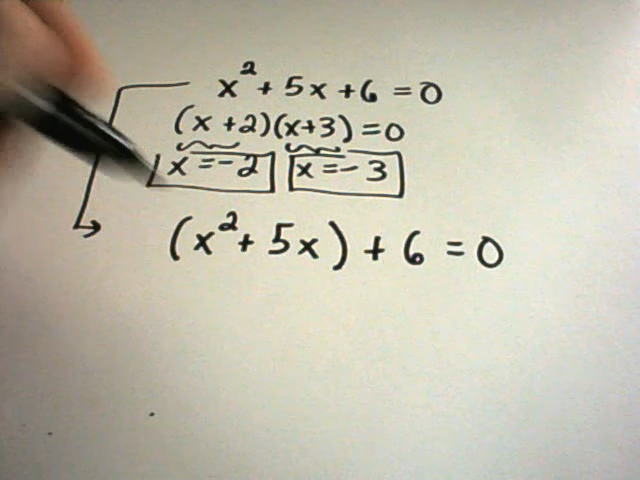 x² + 5x + 6 = 0
(x + 2)(x + 3) = 0
x = -2 x = -3
(x² + 5x) + 6 = 0